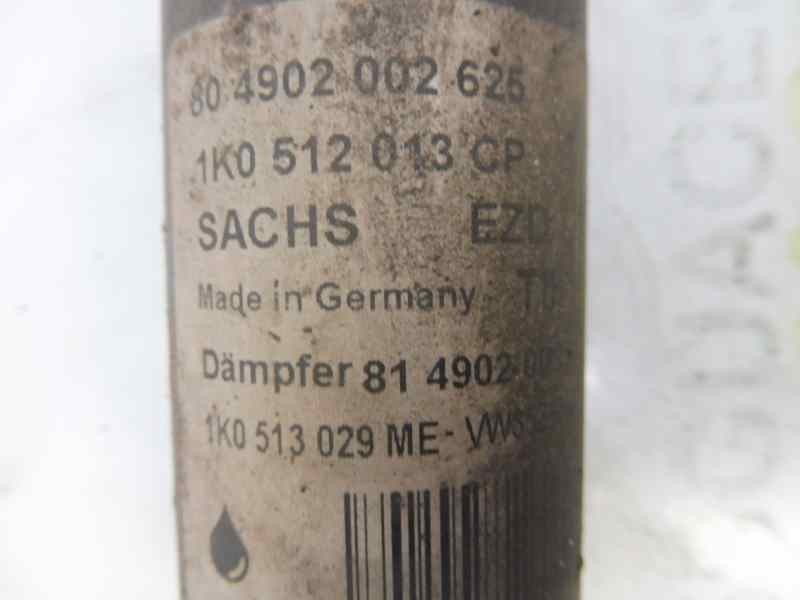 80 4902 002 625
1K0 512 013 CP
SACHS
Made in Germany
Dämpfer 81 4902
1K0 513 029 ME-